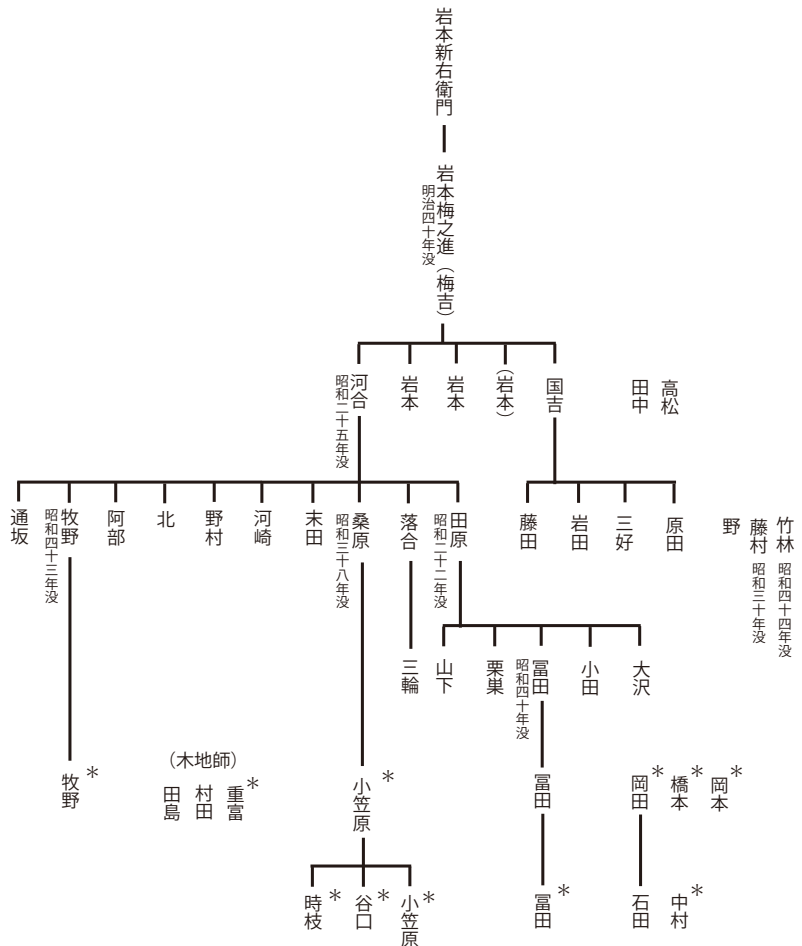 岩本新右衛門
岩本梅之進（梅吉）
明治四十年没
高松
田中
国吉
（岩本）
岩本
岩本
河合
昭和二十五年没
竹林
昭和四十四年没
藤村
昭和三十年没
野
原田
三好
岩田
藤田
田原
昭和二十二年没
落合
桑原
昭和三十八年没
末田
河崎
野村
北
阿部
牧野
昭和四十三年没
通坂
大沢
小田
冨田
昭和四十年没
栗巣
山下
三輪
岡本＊
橋本＊
岡田＊
冨田
小笠原＊
（木地師）
重富＊
村田
田島
牧野＊
中村＊
石田
冨田＊
小笠原＊
谷口＊
時枝＊